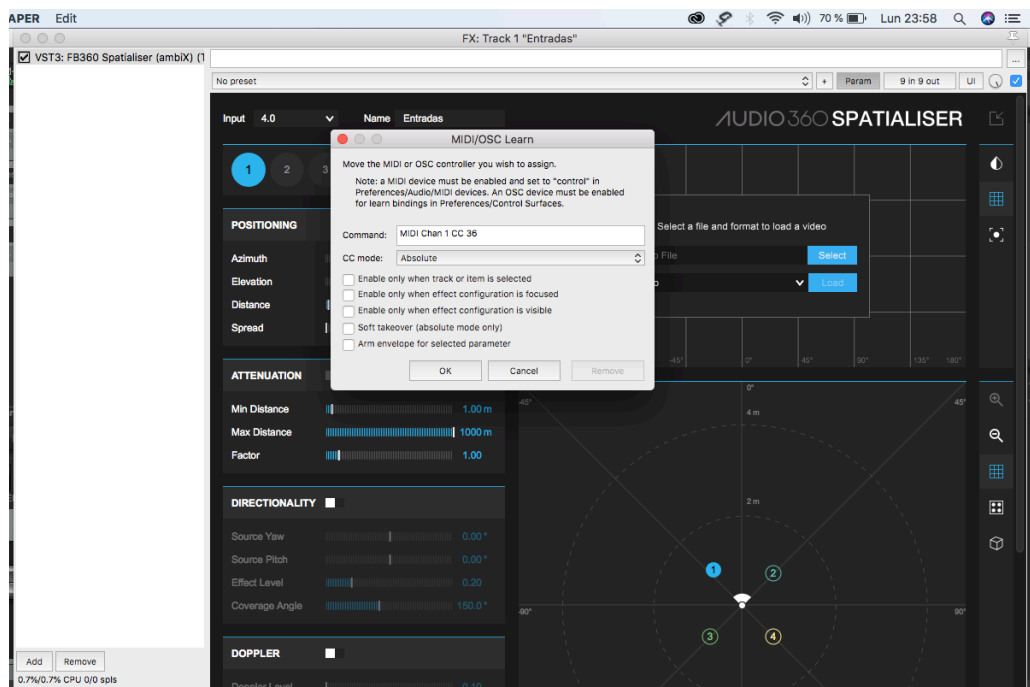 APER Edit 70 % Lun 23:58
FX: Track 1 "Entradas"
VST3: FB360 Spatialiser (ambiX) (
...
No preset + Param 9 in 9 out UI
Input 4.0 Name Entradas AUDIO360 SPATIALISER
MIDI/OSC Learn
1 2 3
Move the MIDI or OSC controller you wish to assign.
Note: a MIDI device must be enabled and set to "control" in
Preferences/Audio/MIDI devices. An OSC device must be enabled
for learn bindings in Preferences/Control Surfaces.
POSITIONING
Select a file and format to load a video
Command: MIDI Chan 1 CC 36
Azimuth
CC mode: Absolute
File Select
Enable only when track or item is selected
Elevation
Load
Enable only when effect configuration is focused
Distance
Enable only when effect configuration is visible
Spread
Soft takeover (absolute mode only)
Arm envelope for selected parameter
-45° 0° 45° 90° 135° 180°
ATTENUATION
OK Cancel Remove
0°
Min Distance 1.00 m
-45° 45°
4 m
Max Distance 1000 m
Factor 1.00
DIRECTIONALITY
2 m
Source Yaw 0.00°
Source Pitch 0.00°
1 2
Effect Level 0.20
Coverage Angle 150.0°
-90° 90°
3 4
DOPPLER
Add Remove
0.7%/0.7% CPU 0/0 spls
Doppler Level 0.10